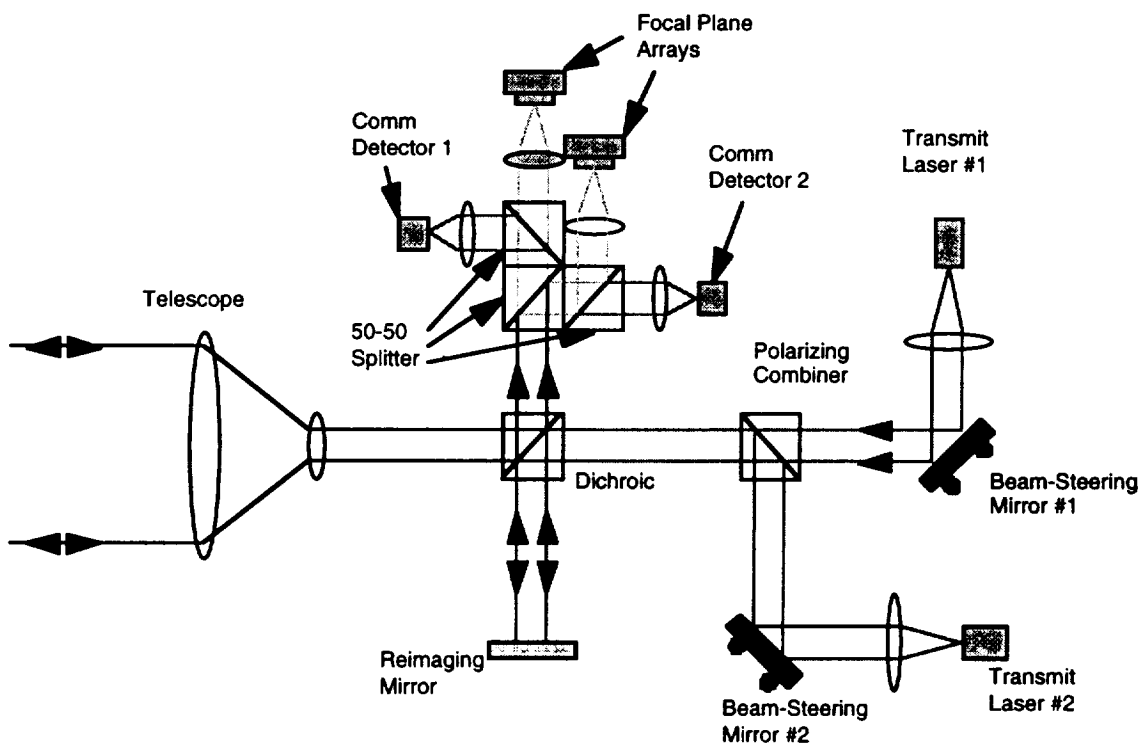 Focal Plane
Arrays
Comm
Detector 1
Comm
Detector 2
Transmit
Laser #1
Telescope
50-50
Splitter
Polarizing
Combiner
Dichroic
Beam-Steering
Mirror #1
Reimaging
Mirror
Beam-Steering
Mirror #2
Transmit
Laser #2